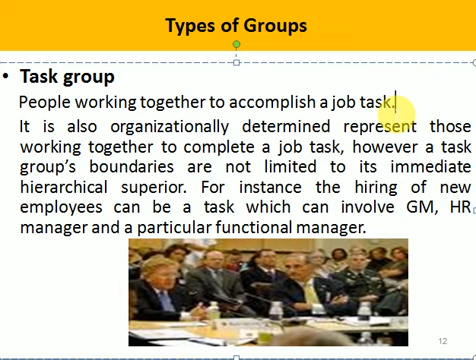 Types of Groups
• Task group
People working together to accomplish a job task.
It is also organizationally determined represent those
working together to complete a job task, however a task
group's boundaries are not limited to its immediate
hierarchical superior. For instance the hiring of new
employees can be a task which can involve GM, HR
manager and a particular functional manager.
12